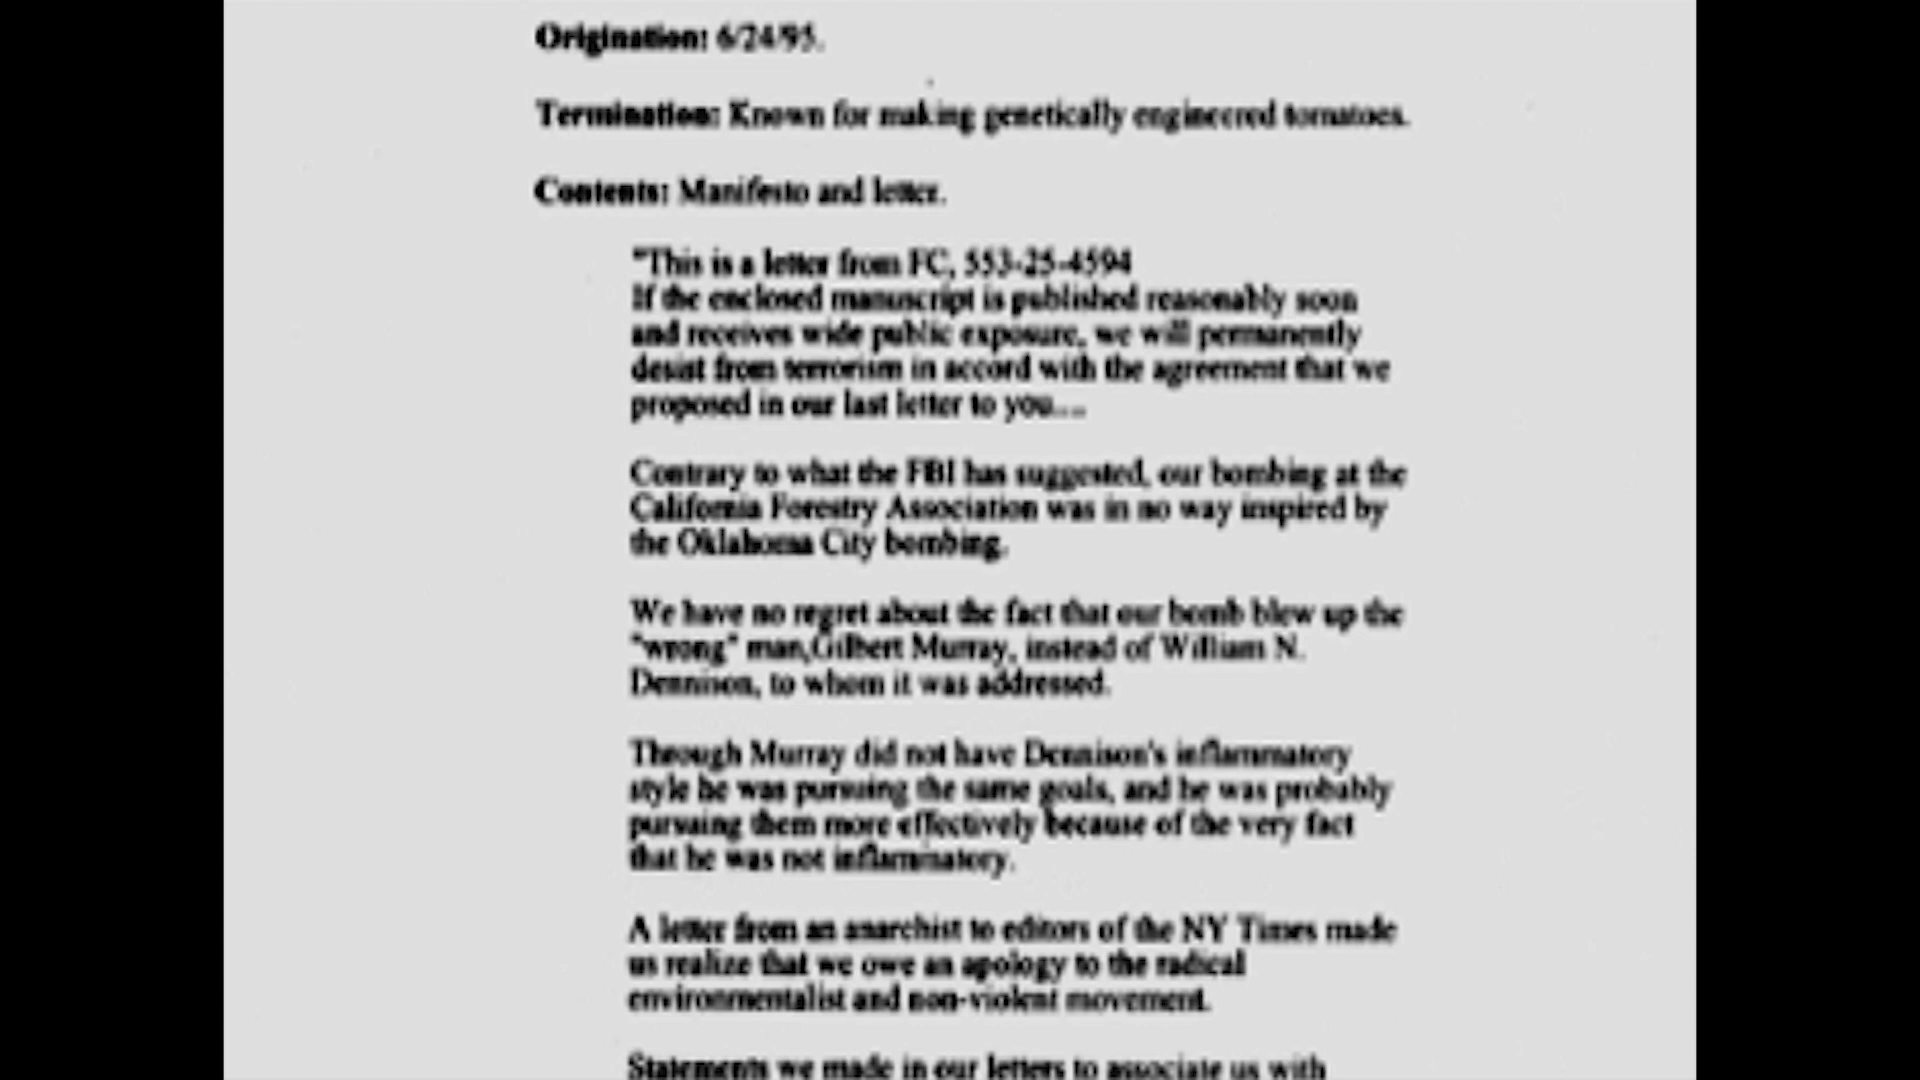 Origination: 6/24/95.
Termination: Known for making genetically engineered tomatoes.
Contents: Manifesto and letter.
"This is a letter from FC, 553-25-4594
If the enclosed manuscript is published reasonably soon
and receives wide public exposure, we will permanently
desist from terrorism in accord with the agreement that we
proposed in our last letter to you....
Contrary to what the FBI has suggested, our bombing at the
California Forestry Association was in no way inspired by
the Oklahoma City bombing.
We have no regret about the fact that our bomb blew up the
"wrong" man,Gilbert Murray, instead of William N.
Dennison, to whom it was addressed.
Through Murray did not have Dennison's inflammatory
style he was pursuing the same goals, and he was probably
pursuing them more effectively because of the very fact
that he was not inflammatory.
A letter from an anarchist to editors of the NY Times made
us realize that we owe an apology to the radical
environmentalist and non-violent movement.
Statements we made in our letters to associate us with